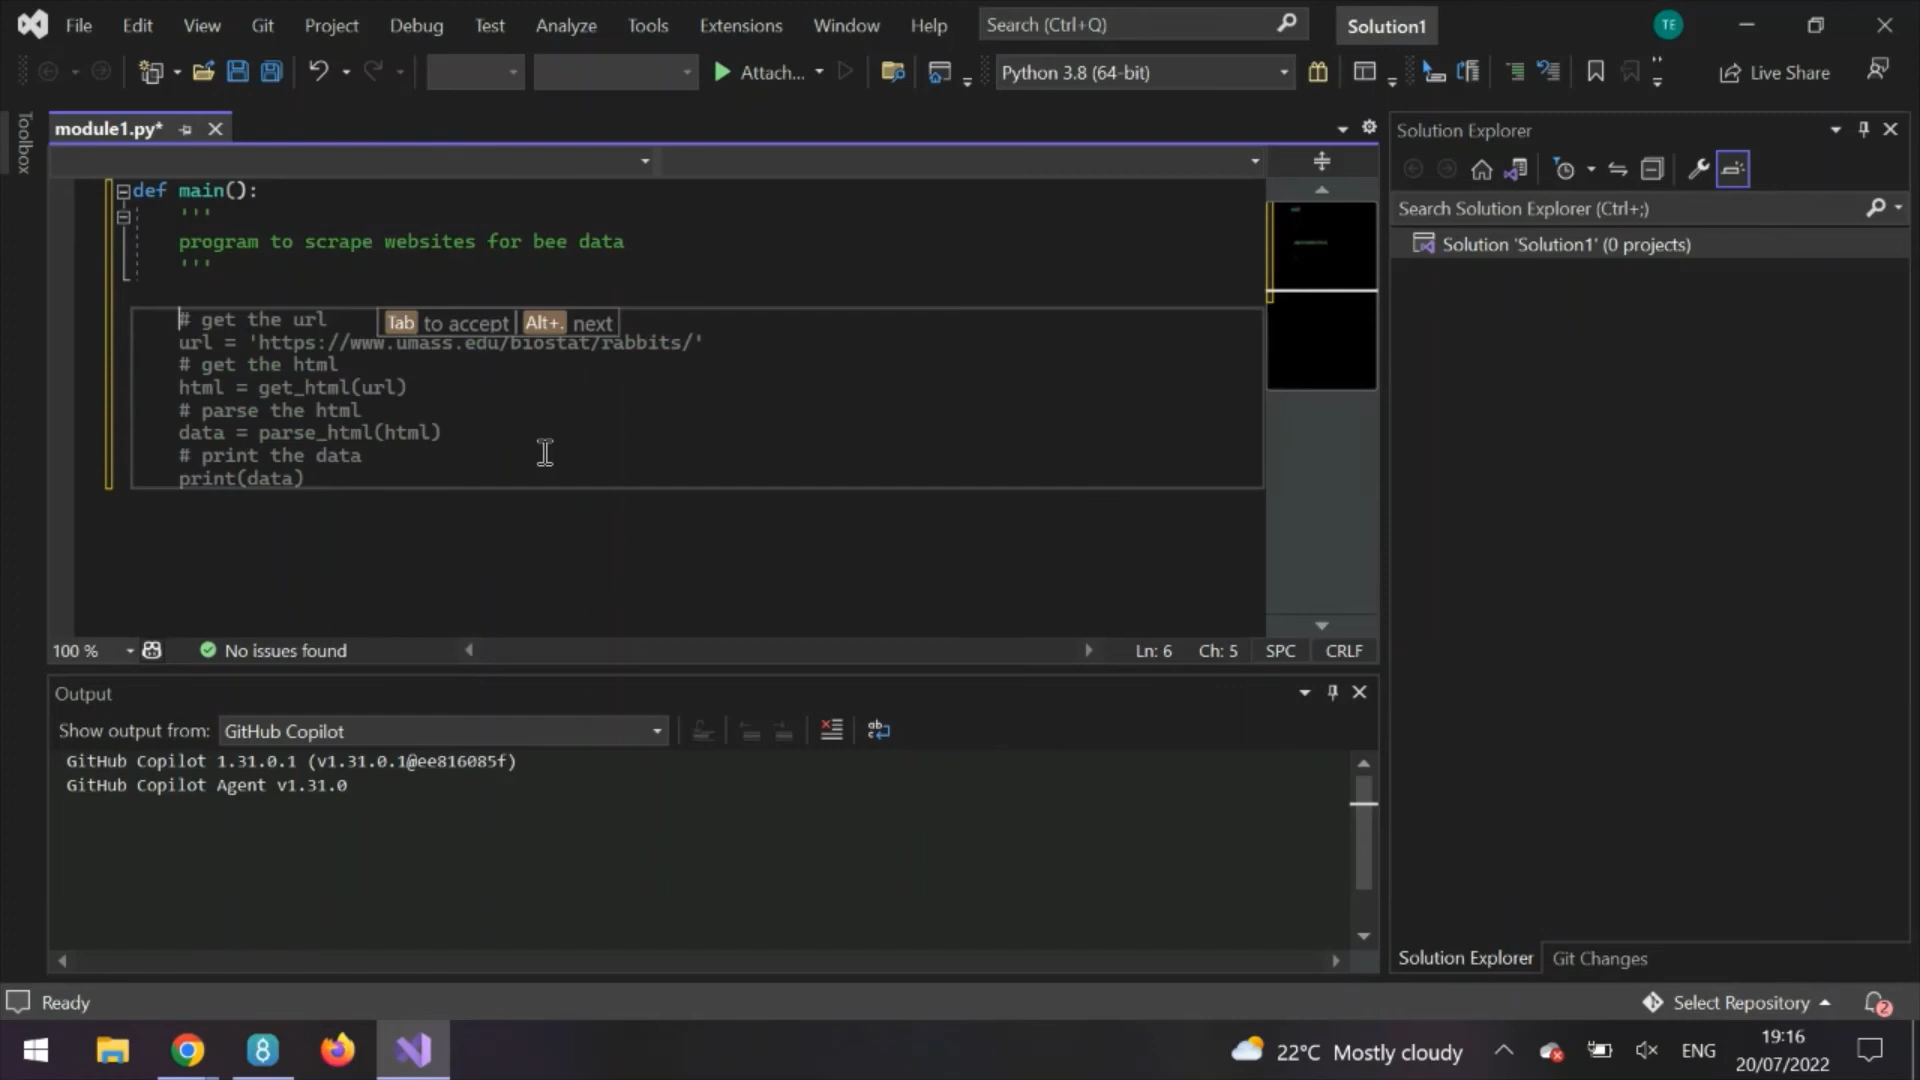 File Edit View Git Project Debug Test Analyze Tools Extensions Window Help Search (Ctrl+Q) Solution1 TE
Attach... Python 3.8 (64-bit) Live Share
Toolbox
module1.py*
Solution Explorer
Search Solution Explorer (Ctrl+;)
Solution 'Solution1' (0 projects)
def main():
'''
program to scrape websites for bee data
'''
# get the url Tab to accept Alt+. next
url = 'https://www.umass.edu/biostat/rabbits/'
# get the html
html = get_html(url)
# parse the html
data = parse_html(html)
# print the data
print(data)
100 % No issues found Ln: 6 Ch: 5 SPC CRLF
Output
Show output from: GitHub Copilot
GitHub Copilot 1.31.0.1 (v1.31.0.1@ee816085f)
GitHub Copilot Agent v1.31.0
Solution Explorer Git Changes
Ready Select Repository 2
22°C Mostly cloudy ENG 19:16
20/07/2022